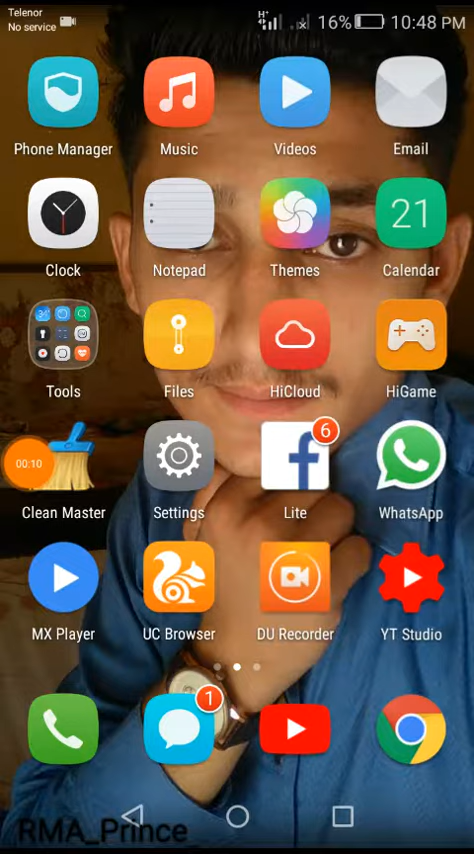 Telenor
No service
H+
16%
10:48 PM
Phone Manager
Music
Videos
Email
21
Clock
Notepad
Themes
Calendar
Tools
Files
HiCloud
HiGame
00:10
6
Clean Master
Settings
Lite
WhatsApp
MX Player
UC Browser
DU Recorder
YT Studio
1
RMA_Prince